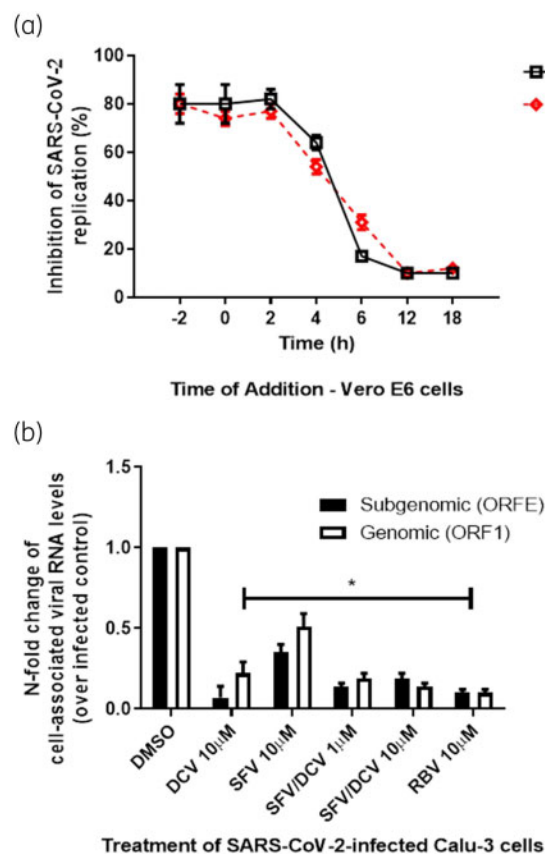 (a)
100
80
60
40
20
0
Inhibition of SARS-CoV-2
replication (%)
-2 0 2 4 6 12 18
Time (h)
Time of Addition - Vero E6 cells
(b)
1.5
1.0
0.5
0.0
N-fold change of
cell-associated viral RNA levels
(over infected control)
Subgenomic (ORFE)
Genomic (ORF1)
*
DMSO
DCV 10µM
SFV 10µM
SFV/DCV 1µM
SFV/DCV 10µM
RBV 10µM
Treatment of SARS-CoV-2-infected Calu-3 cells